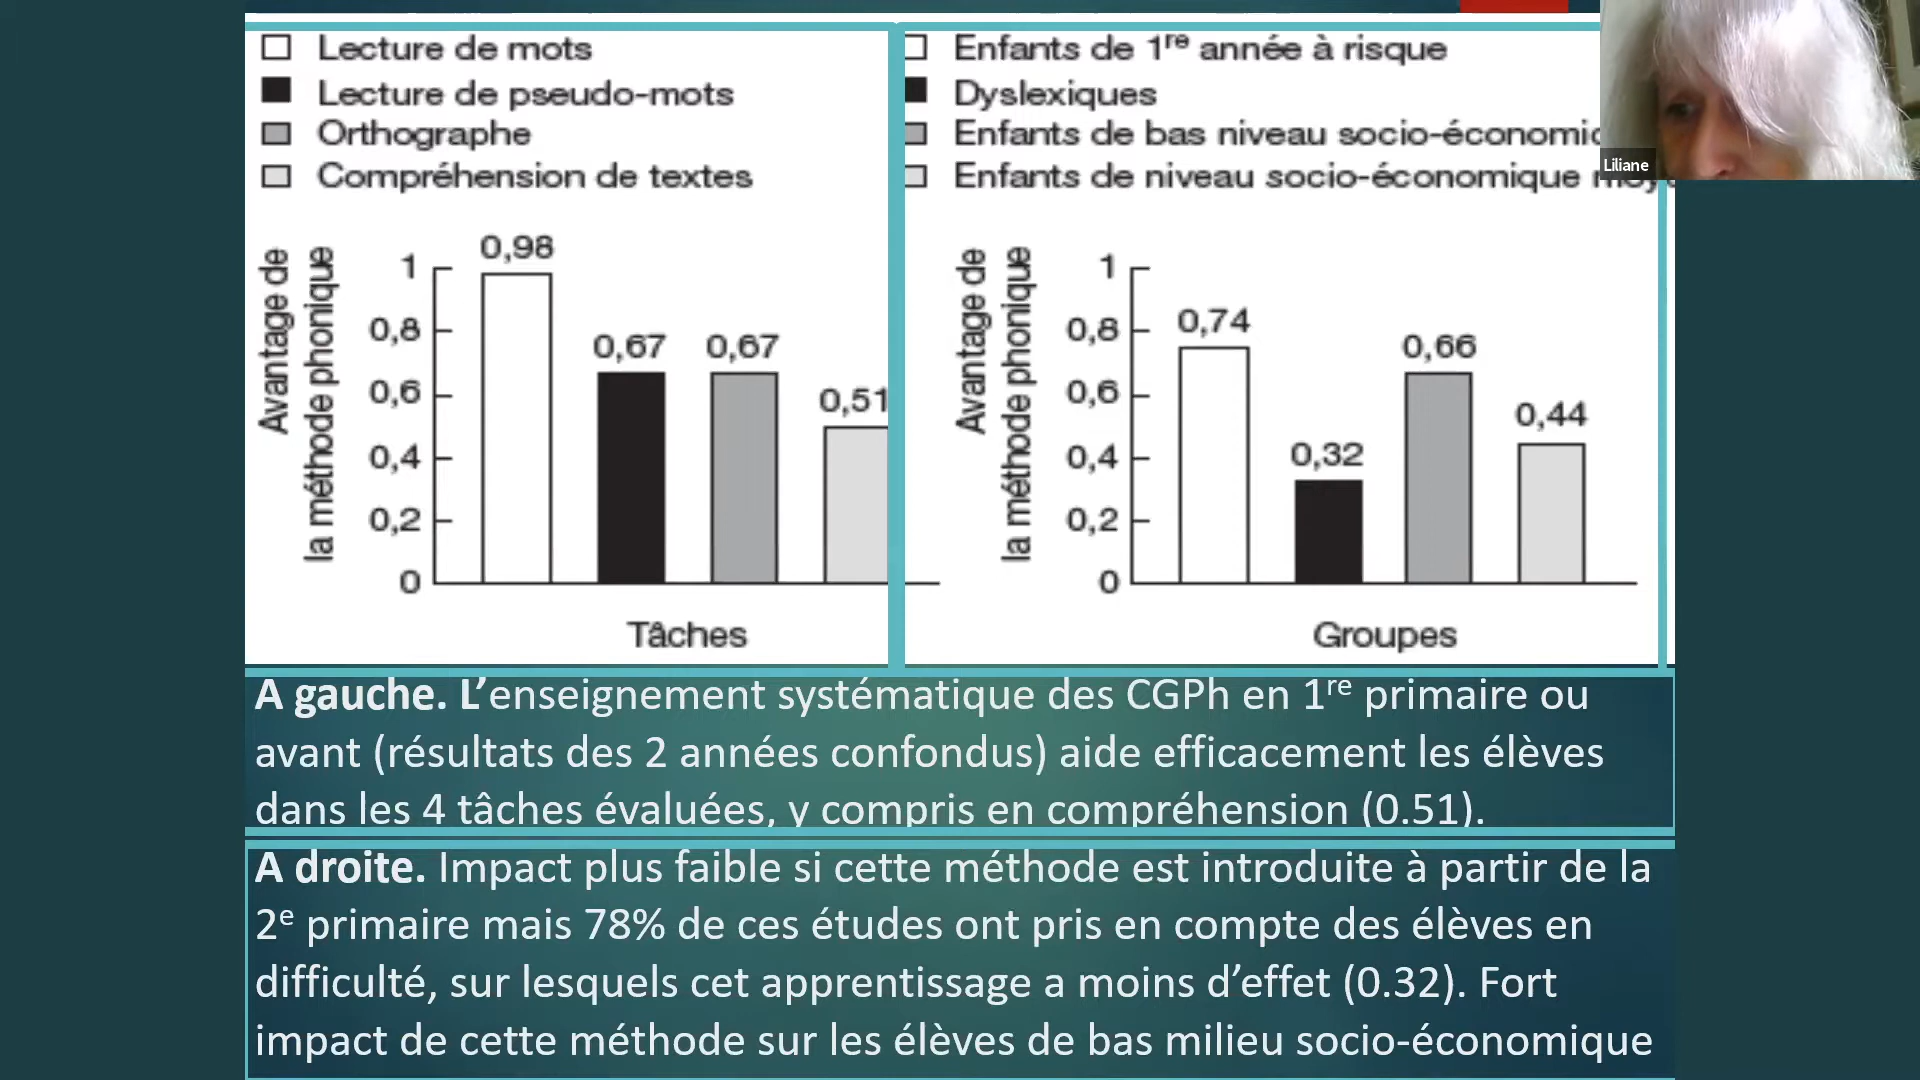 Lecture de mots
Lecture de pseudo-mots
Orthographe
Compréhension de textes
Avantage de
la méthode phonique
1
0,8
0,6
0,4
0,2
0
0,98
0,67
0,67
0,51
Tâches
Enfants de 1re année à risque
Dyslexiques
Enfants de bas niveau
Enfants de niveau socio-économique
Avantage de
la méthode phonique
1
0,8
0,6
0,4
0,2
0
0,74
0,32
0,66
0,44
Groupes
Liliane
A gauche. L’enseignement systématique des CGPh en 1re primaire ou
avant (résultats des 2 années confondus) aide efficacement les élèves
dans les 4 tâches évaluées, y compris en compréhension (0.51).
A droite. Impact plus faible si cette méthode est introduite à partir de la
2e primaire mais 78% de ces études ont pris en compte des élèves en
difficulté, sur lesquels cet apprentissage a moins d’effet (0.32). Fort
impact de cette méthode sur les élèves de bas milieu socio-économique